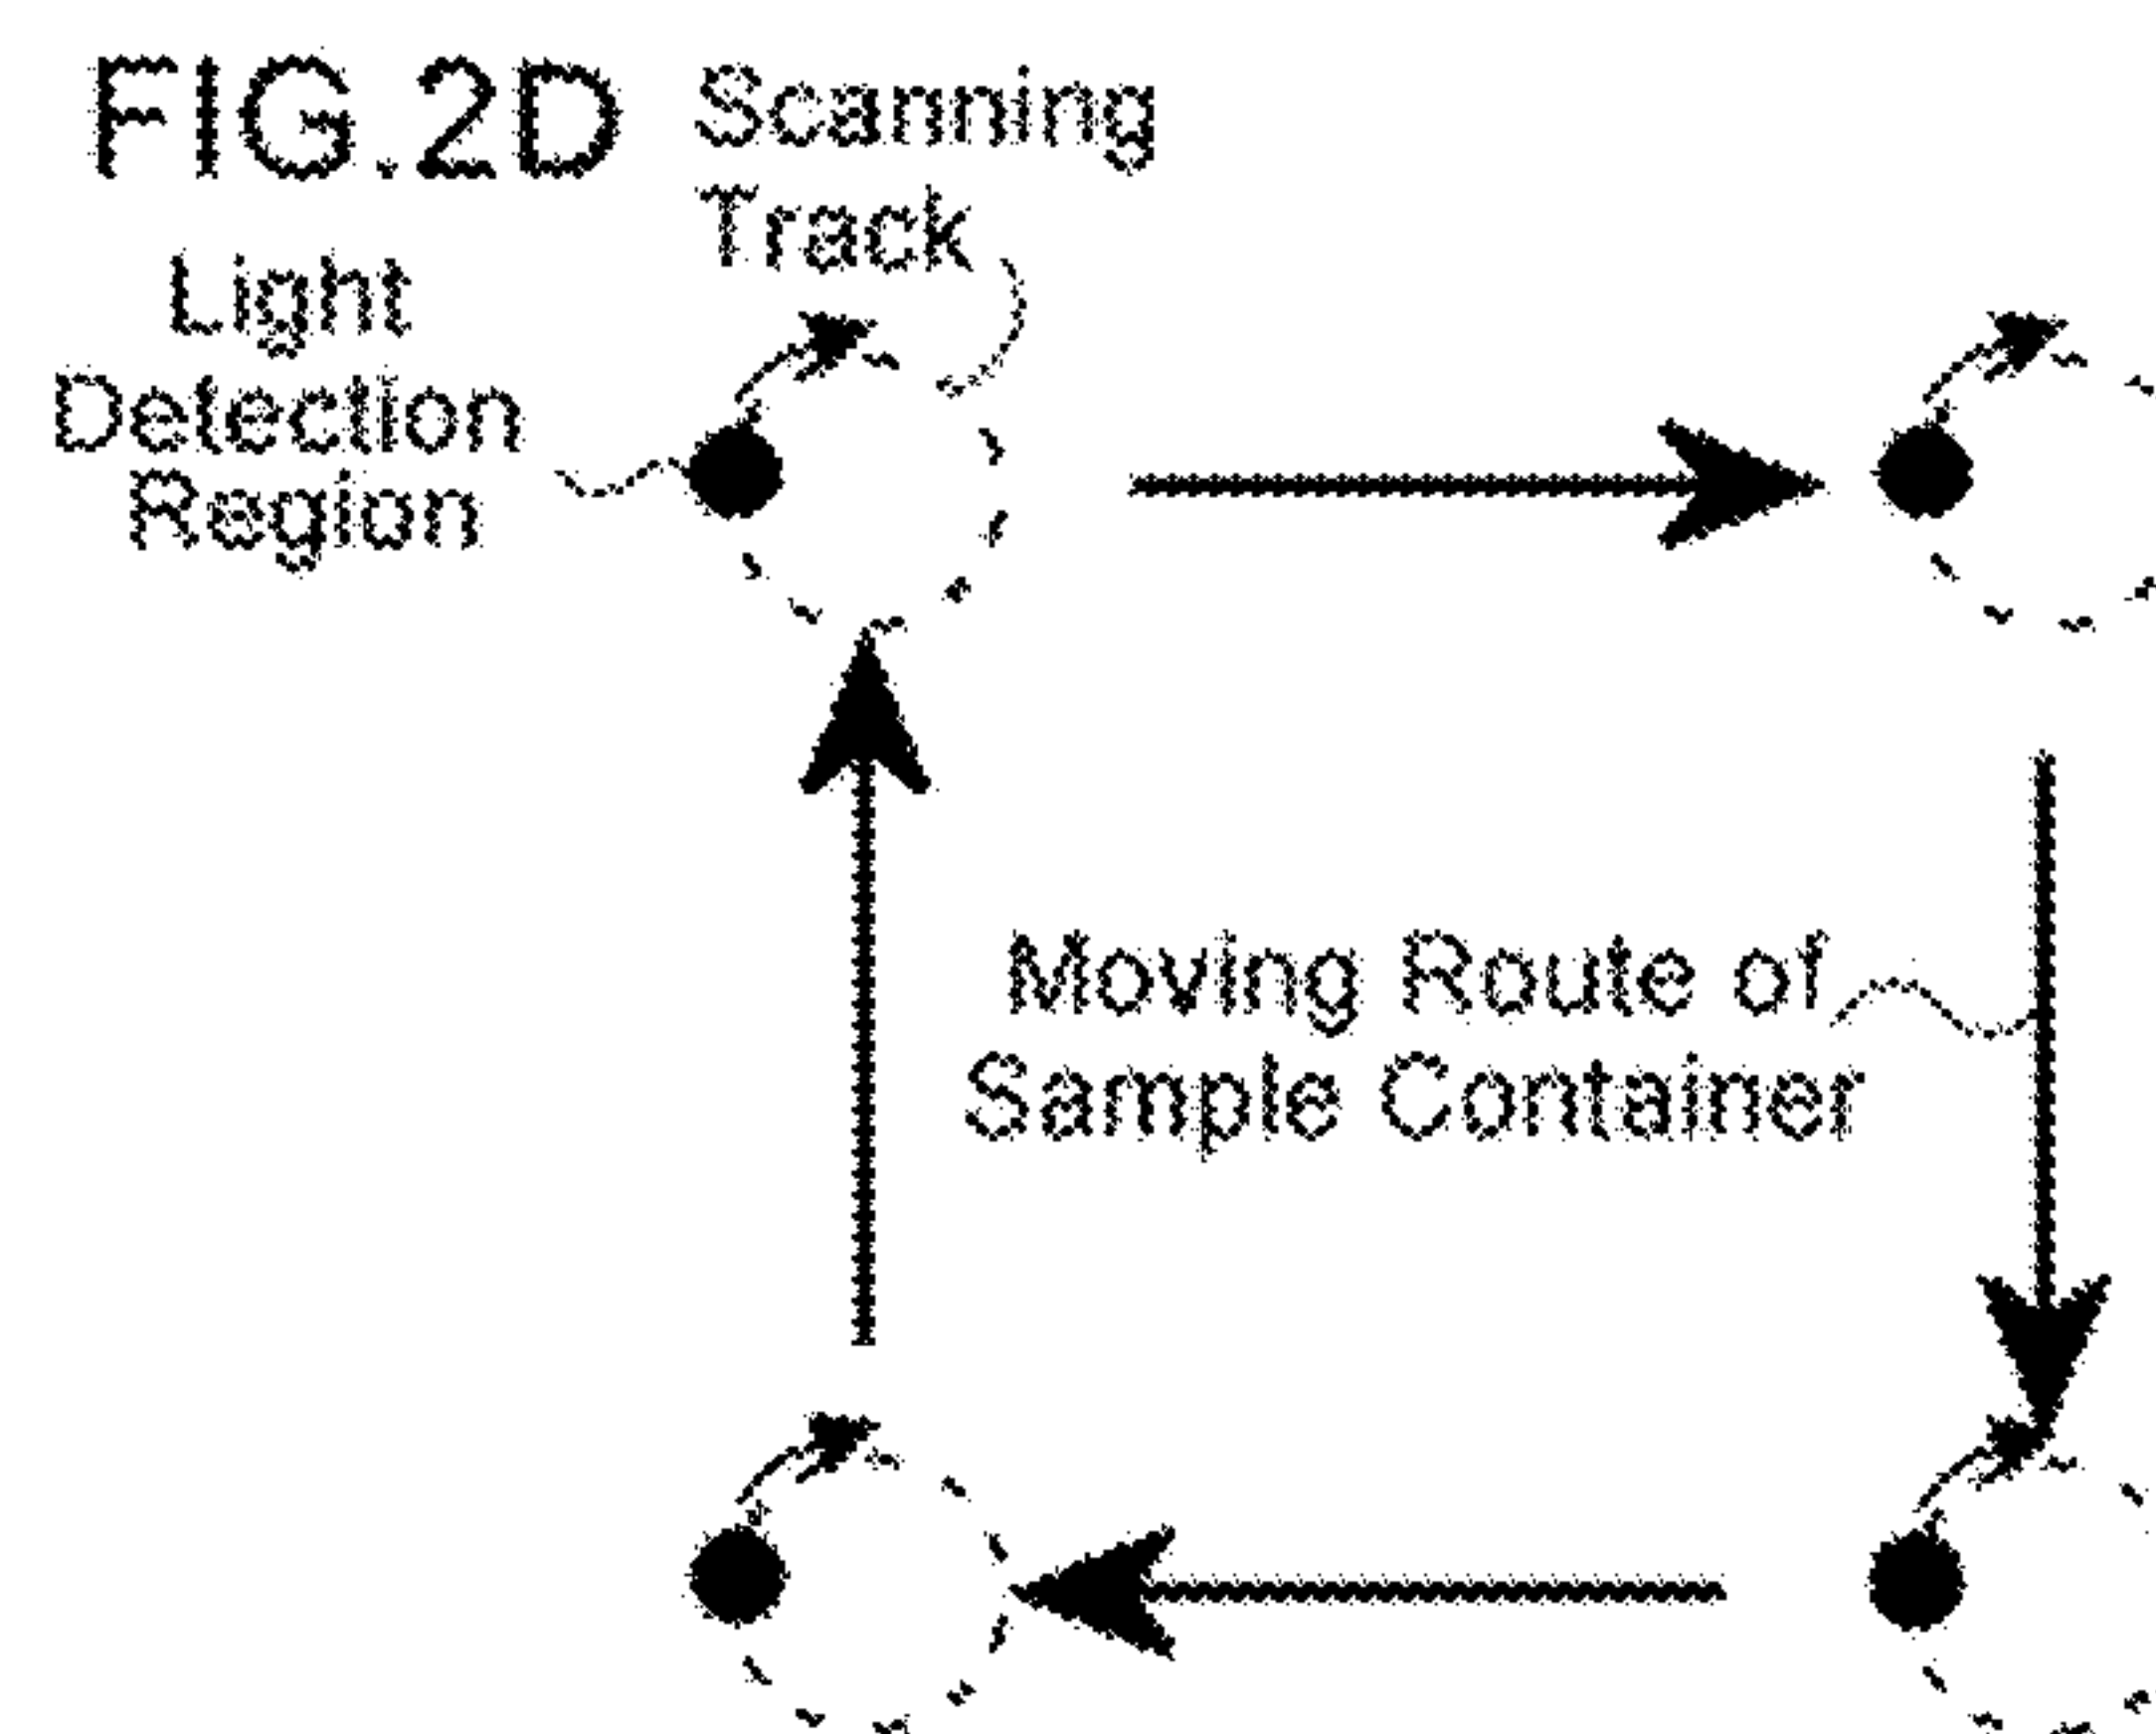 FIG.2D
Scanning
Track
Light
Detection
Region
Moving Route of
Sample Container